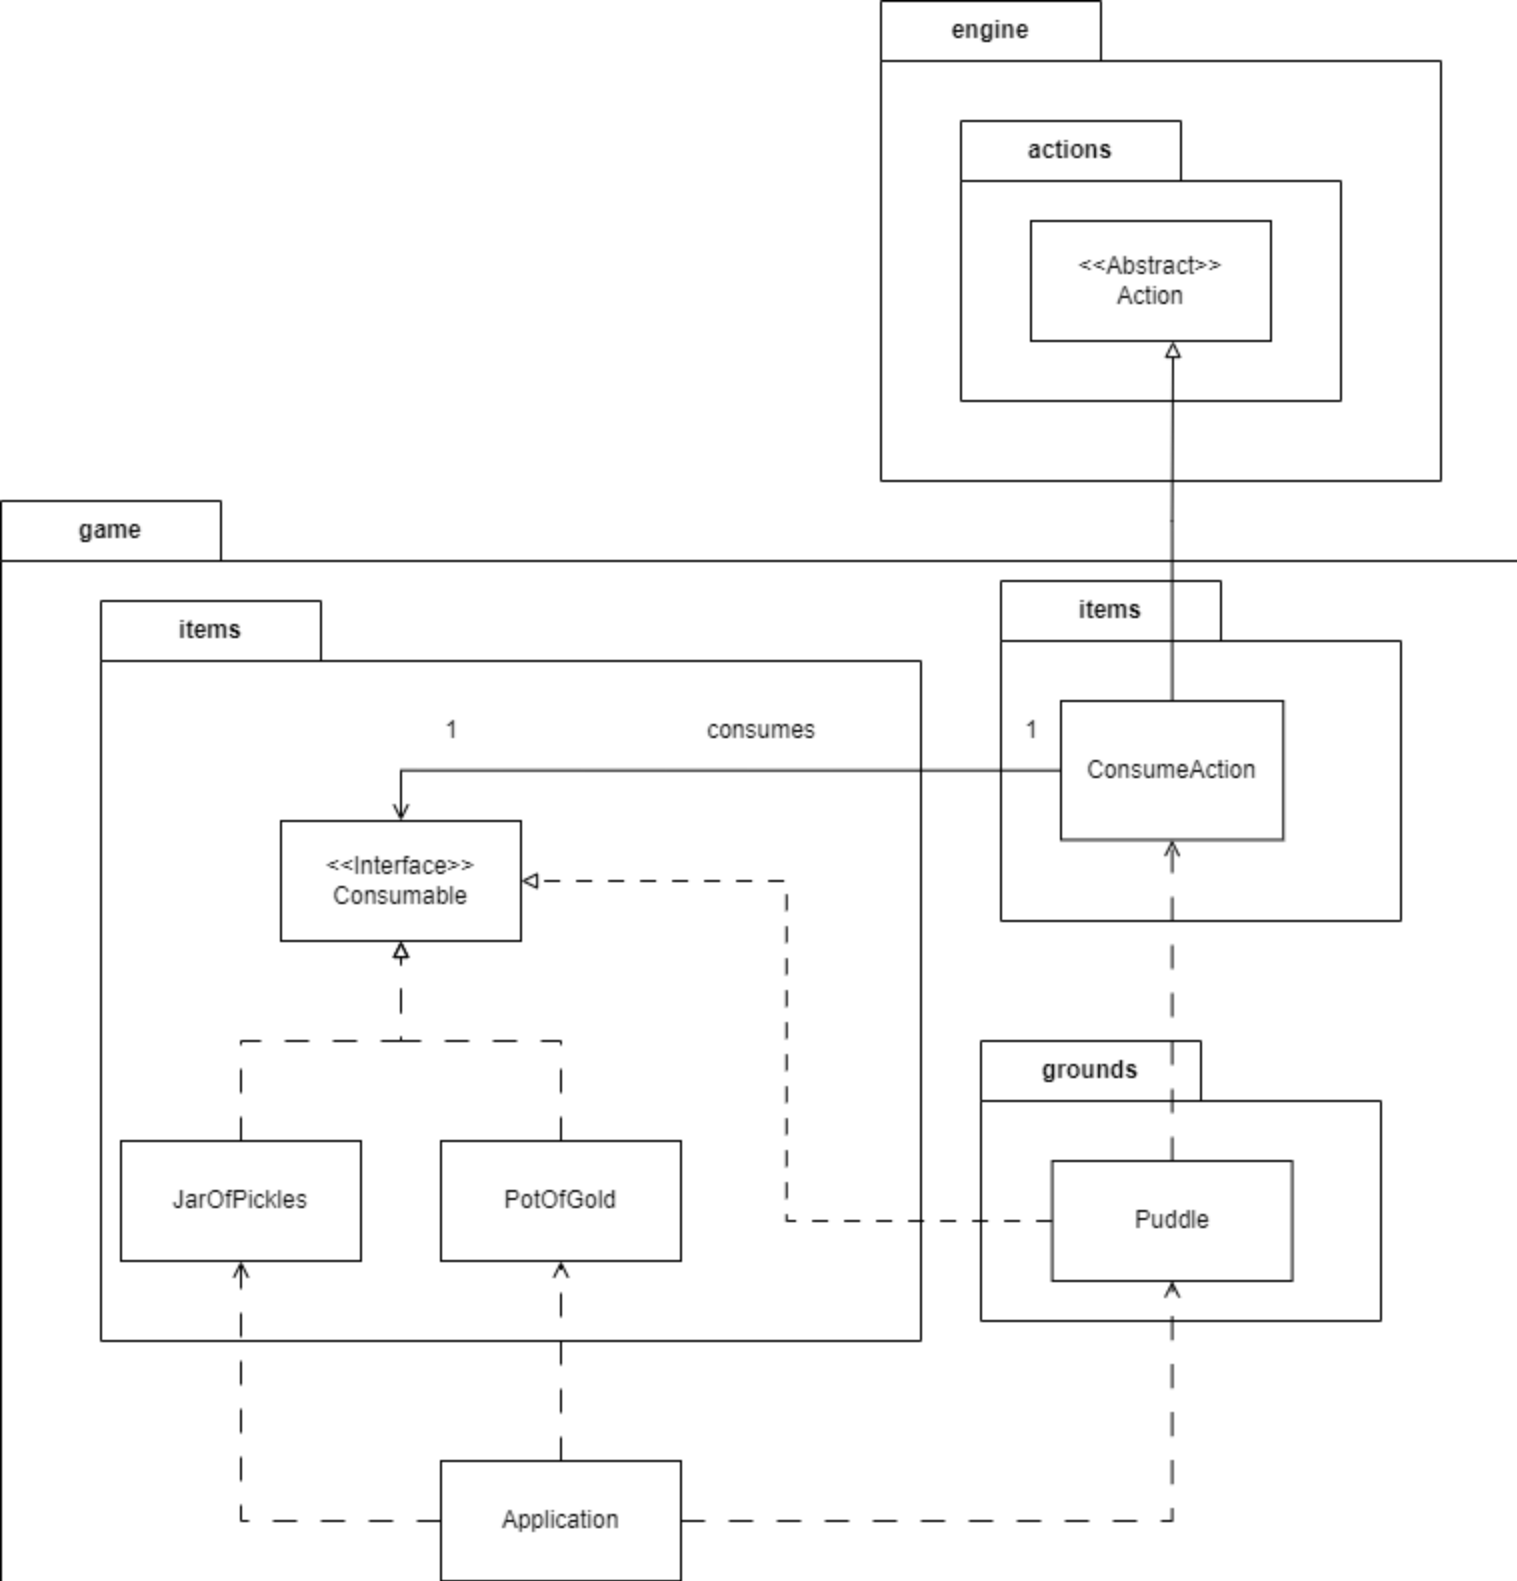 engine
actions
<<Abstract>>
Action
game
items
items
1
consumes
1
ConsumeAction
<<Interface>>
Consumable
grounds
JarOfPickles
PotOfGold
Puddle
Application